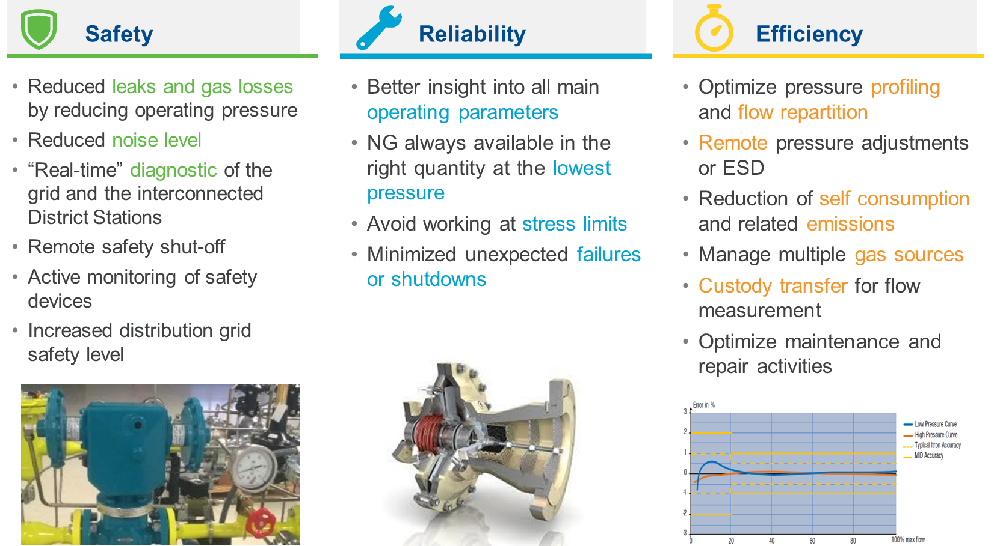 Safety
• Reduced leaks and gas losses
by reducing operating pressure
• Reduced noise level
• “Real-time” diagnostic of the
grid and the interconnected
District Stations
• Remote safety shut-off
• Active monitoring of safety
devices
• Increased distribution grid
safety level
Reliability
• Better insight into all main
operating parameters
• NG always available in the
right quantity at the lowest
pressure
• Avoid working at stress limits
• Minimized unexpected failures
or shutdowns
Efficiency
• Optimize pressure profiling
and flow repartition
• Remote pressure adjustments
or ESD
• Reduction of self consumption
and related emissions
• Manage multiple gas sources
• Custody transfer for flow
measurement
• Optimize maintenance and
repair activities
Error in %
3
2
1
0
-1
-2
-3
0 20 40 60 80 100% max flow
Low Pressure Curve
High Pressure Curve
Typical Itron Accuracy
MID Accuracy